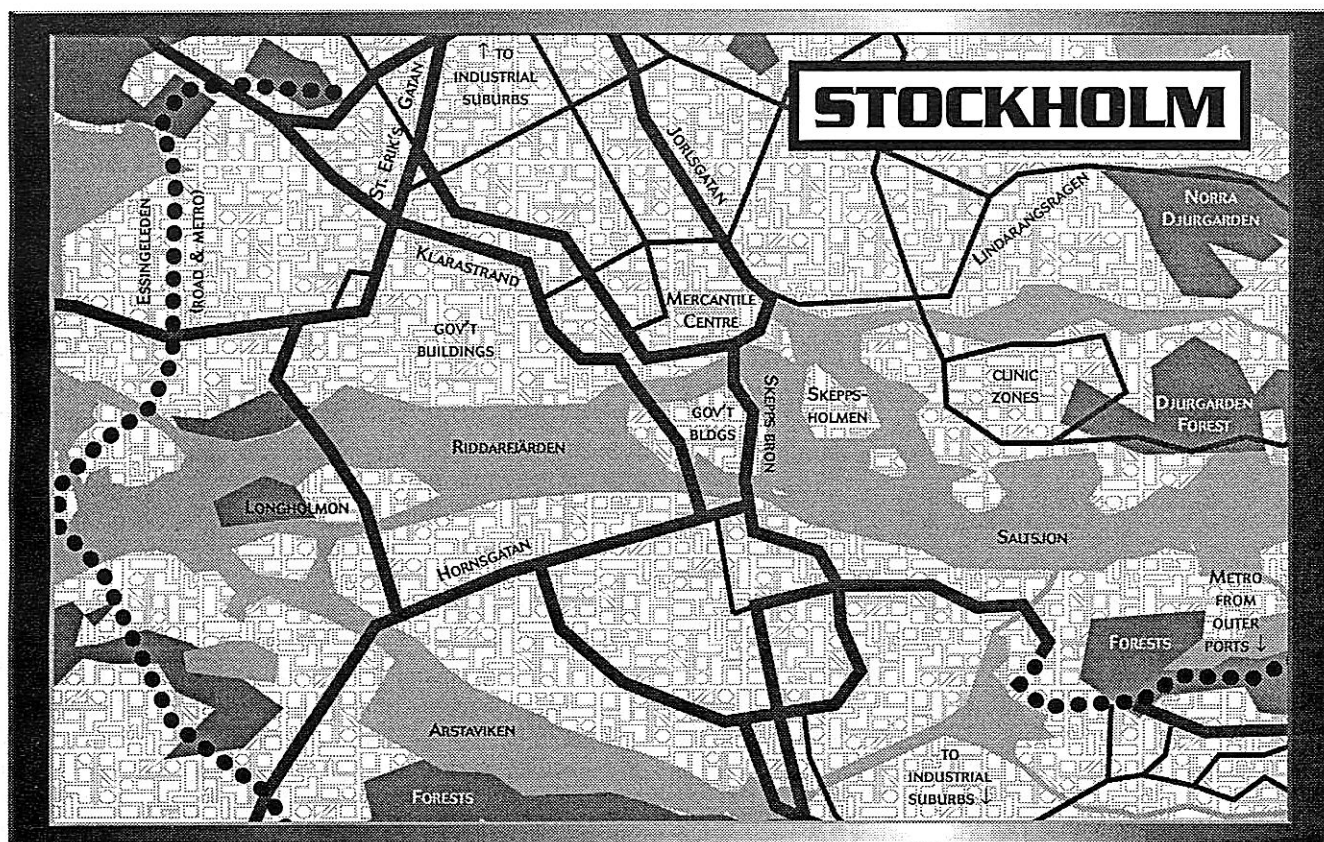 STOCKHOLM
↑ TO
INDUSTRIAL
SUBURBS
ST. ERIK'S GATAN
JORLSGATAN
LINDARANGSRAGEN
NORRA
DJURGARDEN
ESSINGELEDEN
(ROAD & METRO)
KLARASTRAND
MERCANTILE
CENTRE
GOV'T
BUILDINGS
SKEPPS BRON
SKEPPS-
HOLMEN
CLINIC
ZONES
DJURGARDEN
FOREST
GOV'T
BLDGS
RIDDAREJÄRDEN
LONGHOLMON
SALTSJON
HORNSGATAN
METRO
FROM
OUTER
PORTS ↓
FORESTS
ARSTAVIKEN
TO
INDUSTRIAL
SUBURBS ↓
FORESTS